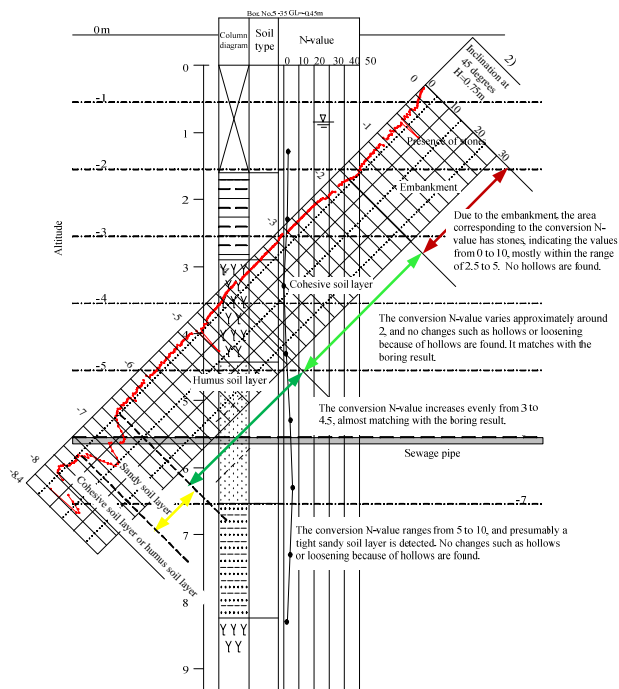 Bor. No.5-35 GL-0.45m
0m
Column
diagram
Soil
type
N-value
0 10 20 30 40 50
2)
Inclination at
45 degrees
H=0.75m
0
0
10
20
30
0
-1
-2
-3
-5
-6
-7
-8
-8.4
Altitude
-1
-2
-3
-4
-5
-7
0
1
2
3
4
5
6
7
8
9
Presence of stones
Embankment
Due to the embankment, the area
corresponding to the conversion N-
value has stones, indicating the values
from 0 to 10, mostly within the range
of 2.5 to 5. No hollows are found.
Cohesive soil layer
The conversion N-value varies approximately around
2, and no changes such as hollows or loosening
because of hollows are found. It matches with the
boring result.
Humus soil layer
The conversion N-value increases evenly from 3 to
4.5, almost matching with the boring result.
Sewage pipe
Sandy soil layer
Cohesive soil layer or humus soil layer
The conversion N-value ranges from 5 to 10, and presumably a
tight sandy soil layer is detected. No changes such as hollows
or loosening because of hollows are found.